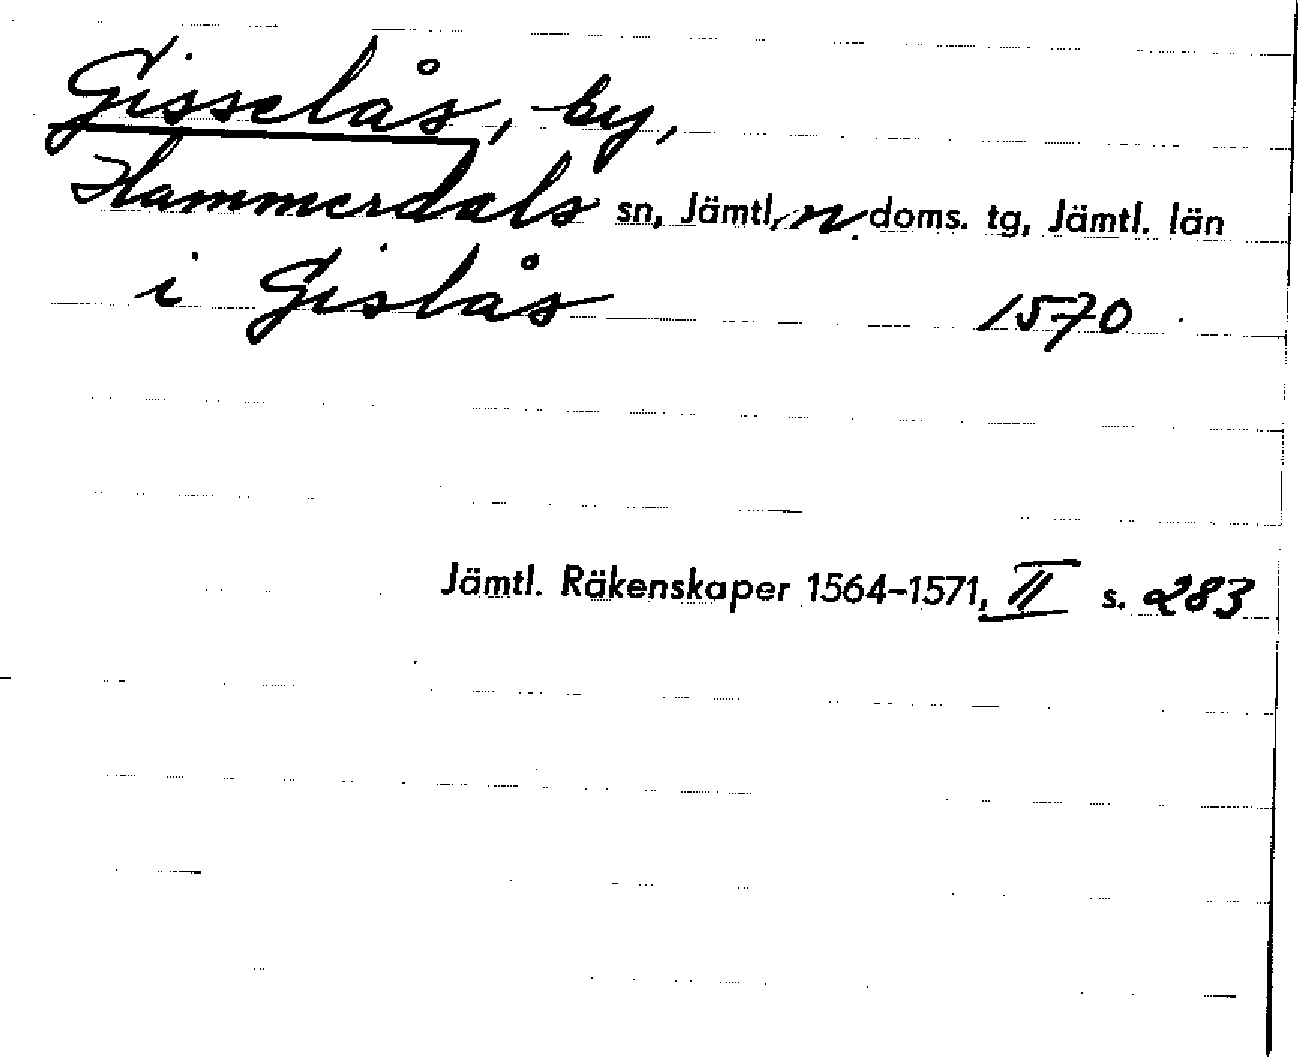 Gisselås, by,
Hammerdals sn, Jämtl. n. doms. tg, Jämtl. län
i Gislås 1570
Jämtl. Räkenskaper 1564-1571, II s. 283